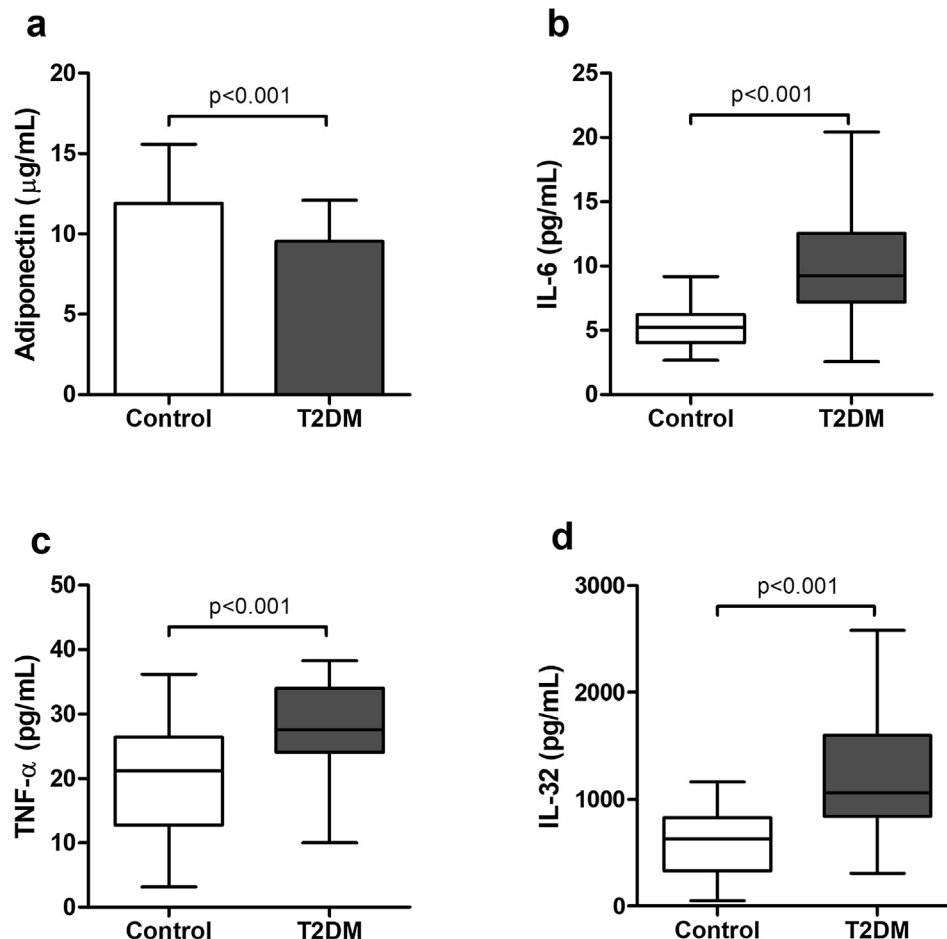 a
Adiponectin (μg/mL)
20
15
10
5
0
p<0.001
Control
T2DM
b
IL-6 (pg/mL)
25
20
15
10
5
0
p<0.001
Control
T2DM
c
TNF-α (pg/mL)
50
40
30
20
10
0
p<0.001
Control
T2DM
d
IL-32 (pg/mL)
3000
2000
1000
0
p<0.001
Control
T2DM